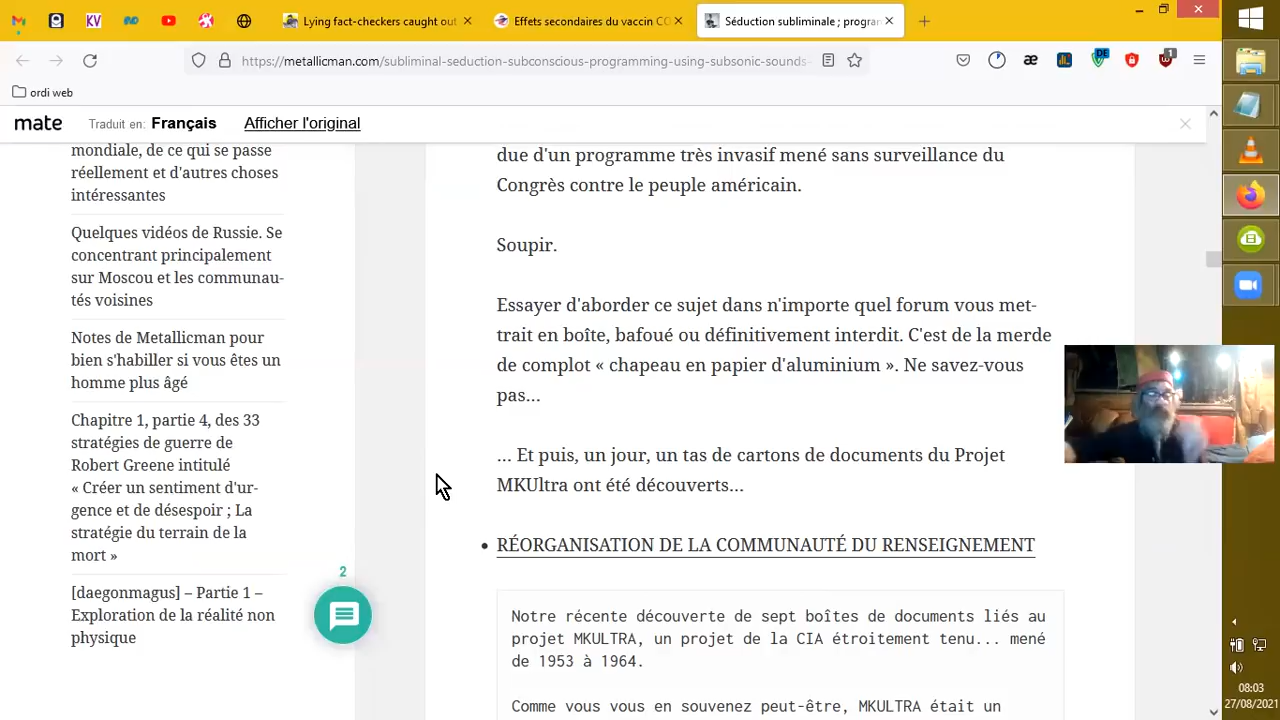 Lying fact-checkers caught out
Effets secondaires du vaccin CO
Séduction subliminale ; progran
https://metallicman.com/subliminal-seduction-subconscious-programming-using-subsonic-sounds-
ordi web
mate
Traduit en: Français
Afficher l'original
mondiale, de ce qui se passe
réellement et d'autres choses
intéressantes
Quelques vidéos de Russie. Se
concentrant principalement
sur Moscou et les communau-
tés voisines
Notes de Metallicman pour
bien s'habiller si vous êtes un
homme plus âgé
Chapitre 1, partie 4, des 33
stratégies de guerre de
Robert Greene intitulé
« Créer un sentiment d'ur-
gence et de désespoir ; La
stratégie du terrain de la
mort »
[daegonmagus] – Partie 1 –
Exploration de la réalité non
physique
2
due d'un programme très invasif mené sans surveillance du
Congrès contre le peuple américain.
Soupir.
Essayer d'aborder ce sujet dans n'importe quel forum vous met-
trait en boîte, bafoué ou définitivement interdit. C'est de la merde
de complot « chapeau en papier d'aluminium ». Ne savez-vous
pas...
... Et puis, un jour, un tas de cartons de documents du Projet
MKUltra ont été découverts...
• RÉORGANISATION DE LA COMMUNAUTÉ DU RENSEIGNEMENT
Notre récente découverte de sept boîtes de documents liés au
projet MKULTRA, un projet de la CIA étroitement tenu... mené
de 1953 à 1964.
Comme vous vous en souvenez peut-être, MKULTRA était un
KV
æ
DE
1
08:03
27/08/2021